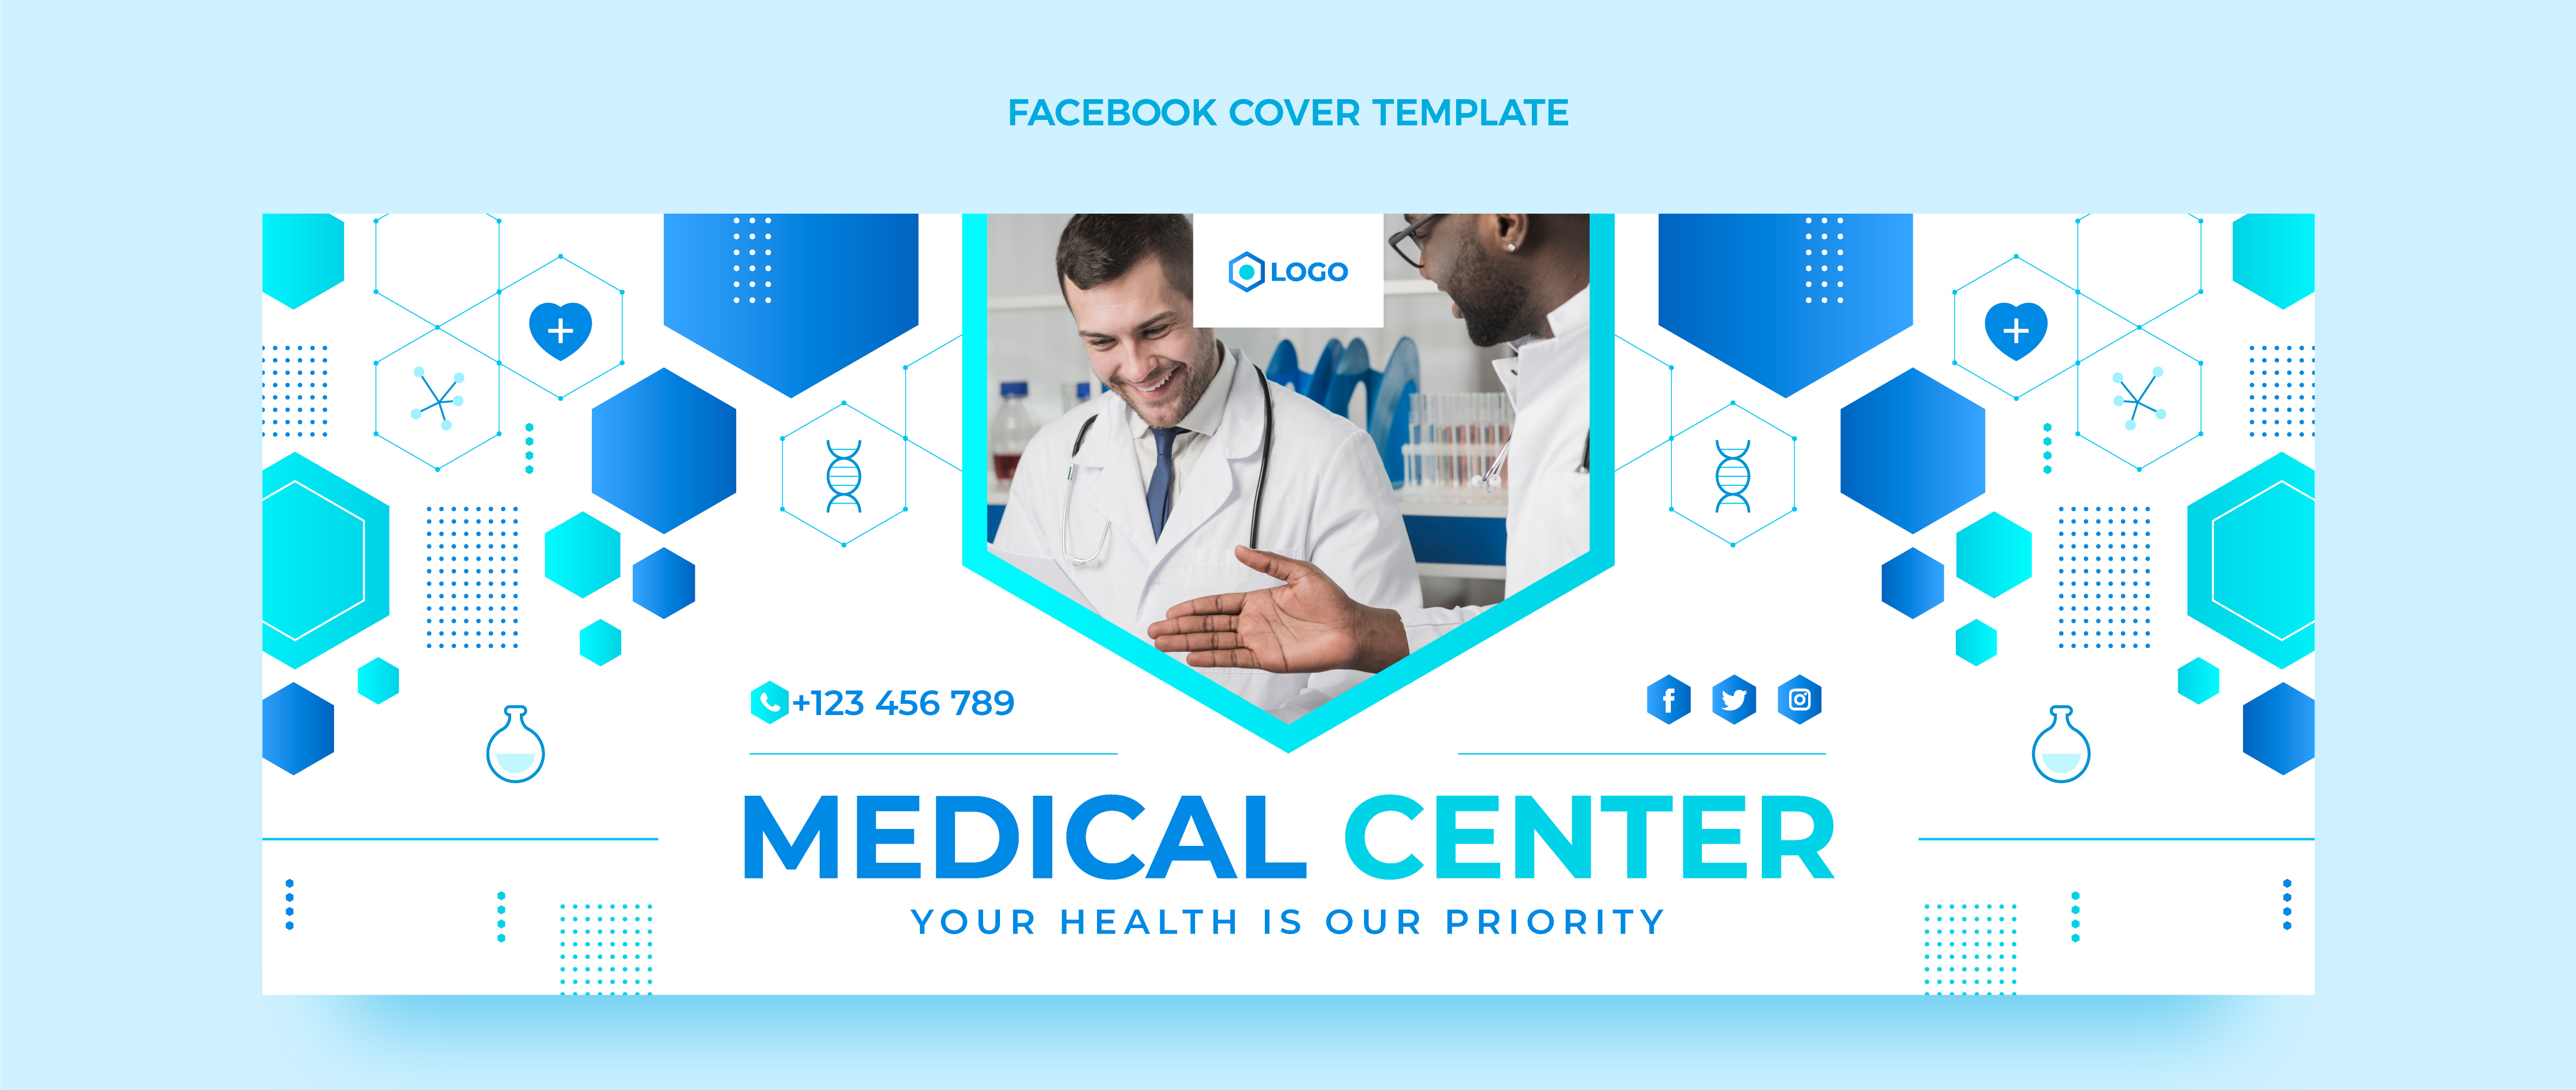 FACEBOOK COVER TEMPLATE
LOGO
+123 456 789
MEDICAL CENTER
YOUR HEALTH IS OUR PRIORITY